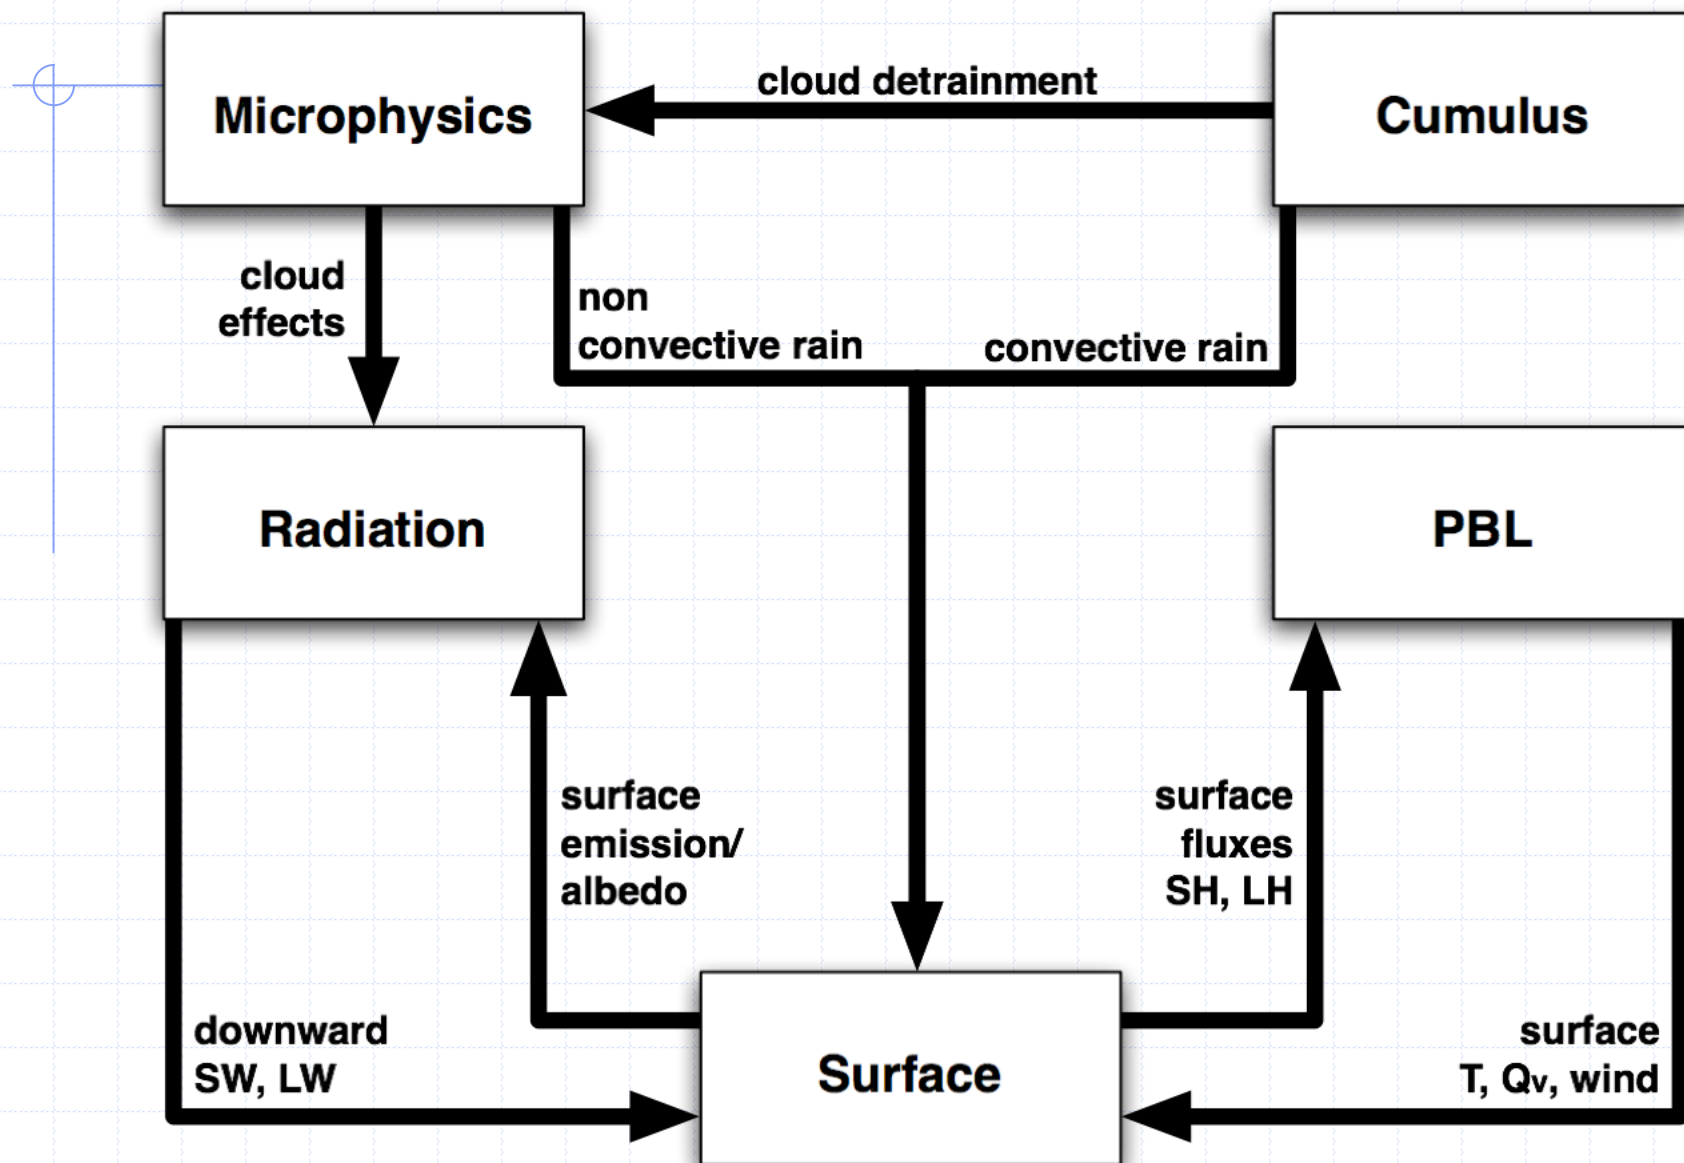 Microphysics
cloud detrainment
Cumulus
cloud
effects
non
convective rain
convective rain
Radiation
PBL
surface
emission/
albedo
surface
fluxes
SH, LH
downward
SW, LW
Surface
surface
T, Qv, wind